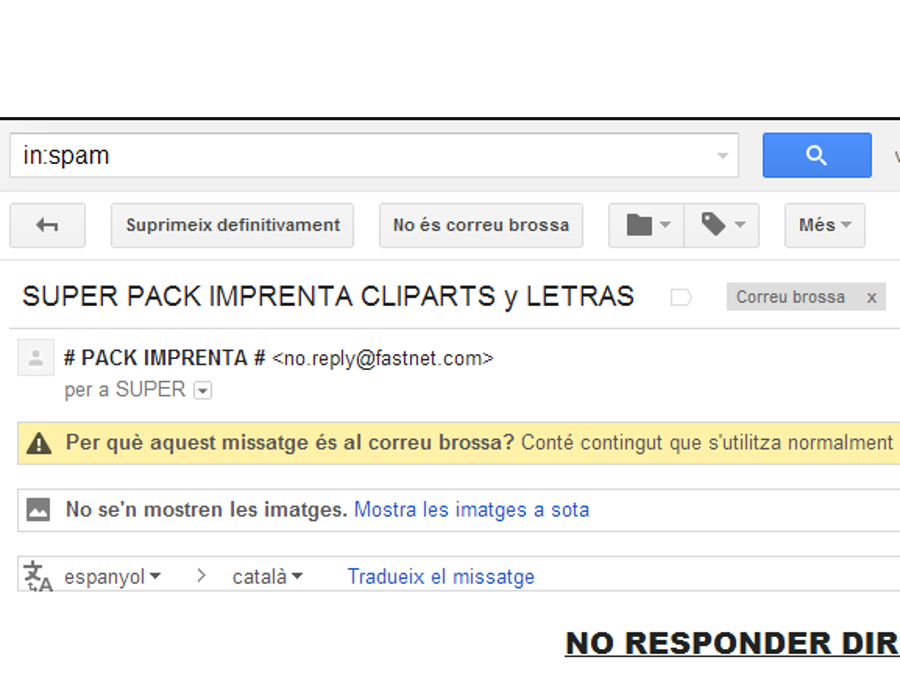 in:spam
Suprimeix definitivament No és correu brossa Més
SUPER PACK IMPRENTA CLIPARTS y LETRAS Correu brossa x
# PACK IMPRENTA # <no.reply@fastnet.com>
per a SUPER
Per què aquest missatge és al correu brossa? Conté contingut que s'utilitza normalment
No se'n mostren les imatges. Mostra les imatges a sota
espanyol > català Tradueix el missatge
NO RESPONDER DIR